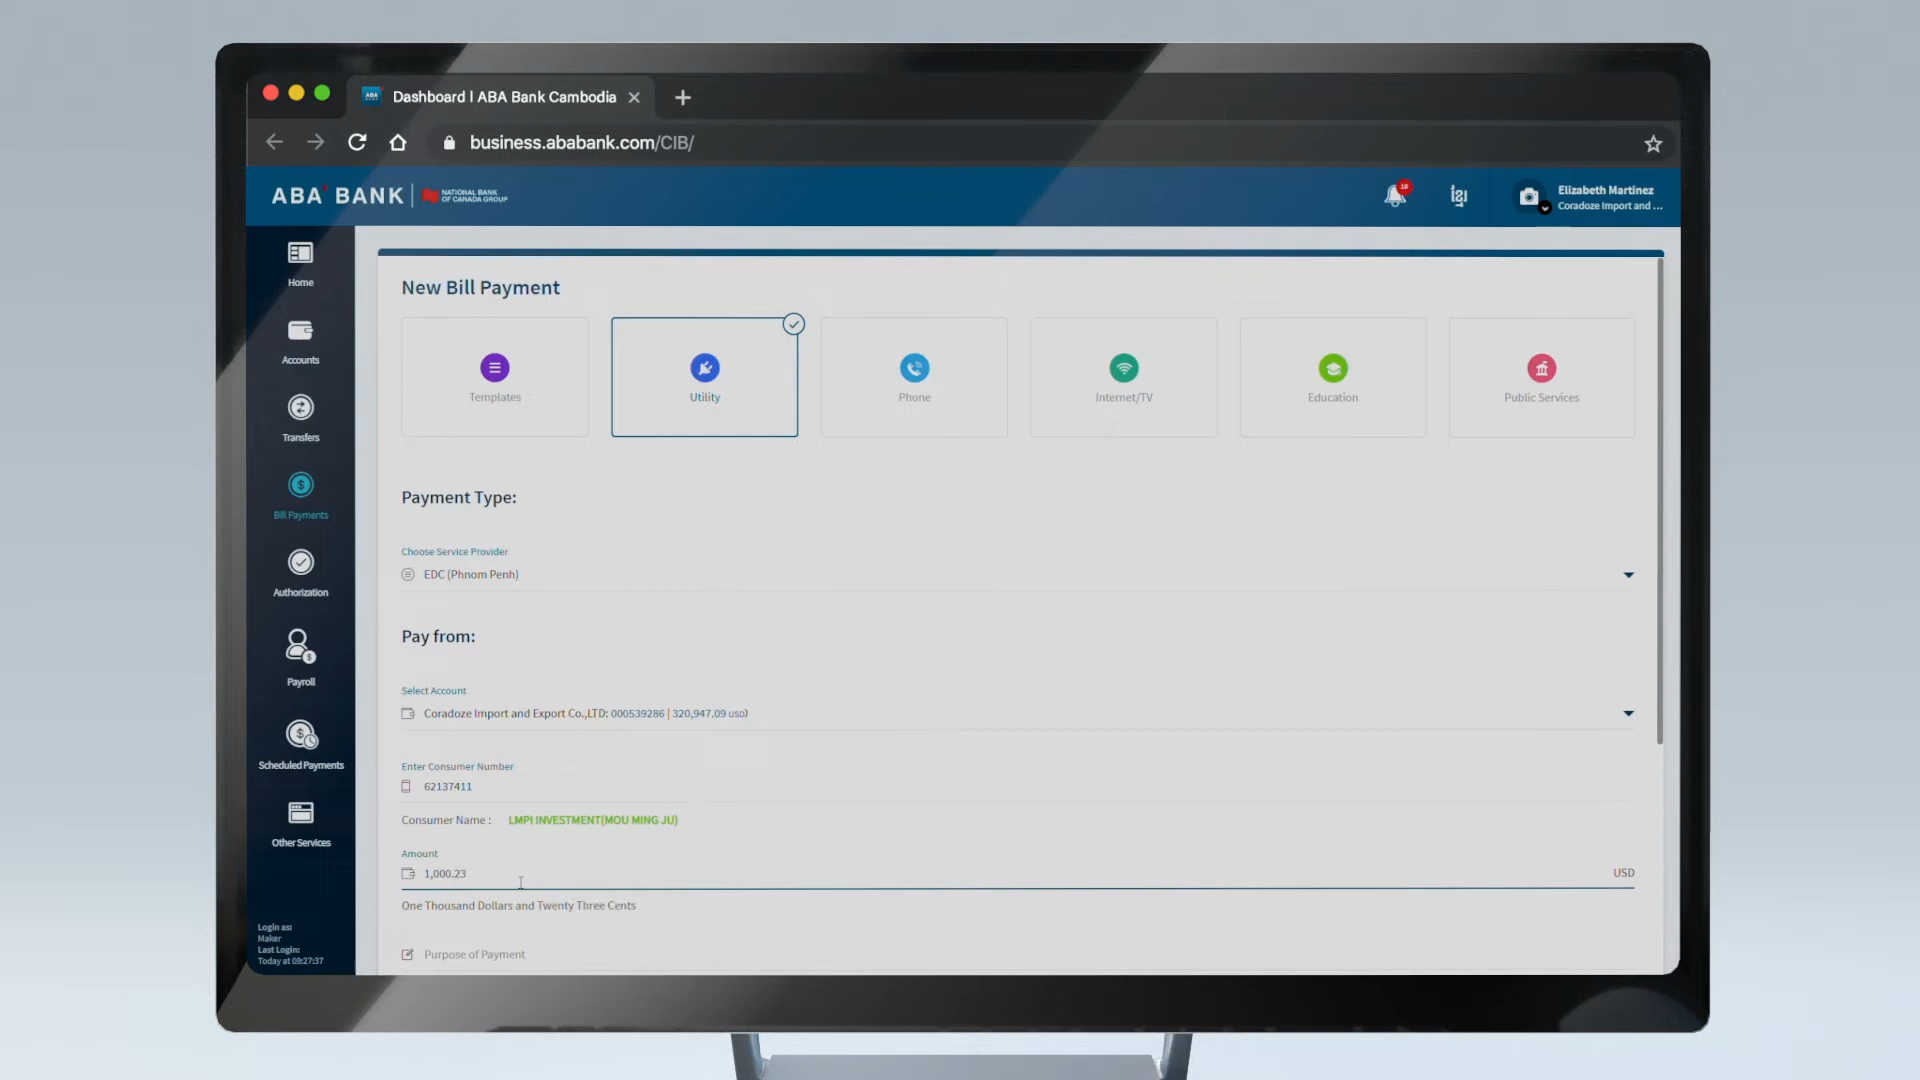 Dashboard | ABA Bank Cambodia
business.ababank.com/CIB/
ABA' BANK
NATIONAL BANK
OF CANADA GROUP
19
ខ្មែ
Elizabeth Martinez
Coradoze Import and ...
Home
Accounts
Transfers
Bill Payments
Authorization
Payroll
Scheduled Payments
Other Services
Login as:
Maker
Last Login:
Today at 09:27:37
New Bill Payment
Templates
Utility
Phone
Internet/TV
Education
Public Services
Payment Type:
Choose Service Provider
EDC (Phnom Penh)
Pay from:
Select Account
Coradoze Import and Export Co.,LTD: 000539286 | 320,947.09 USD)
Enter Consumer Number
62137411
Consumer Name : LMPI INVESTMENT(MOU MING JU)
Amount
1,000.23 USD
One Thousand Dollars and Twenty Three Cents
Purpose of Payment